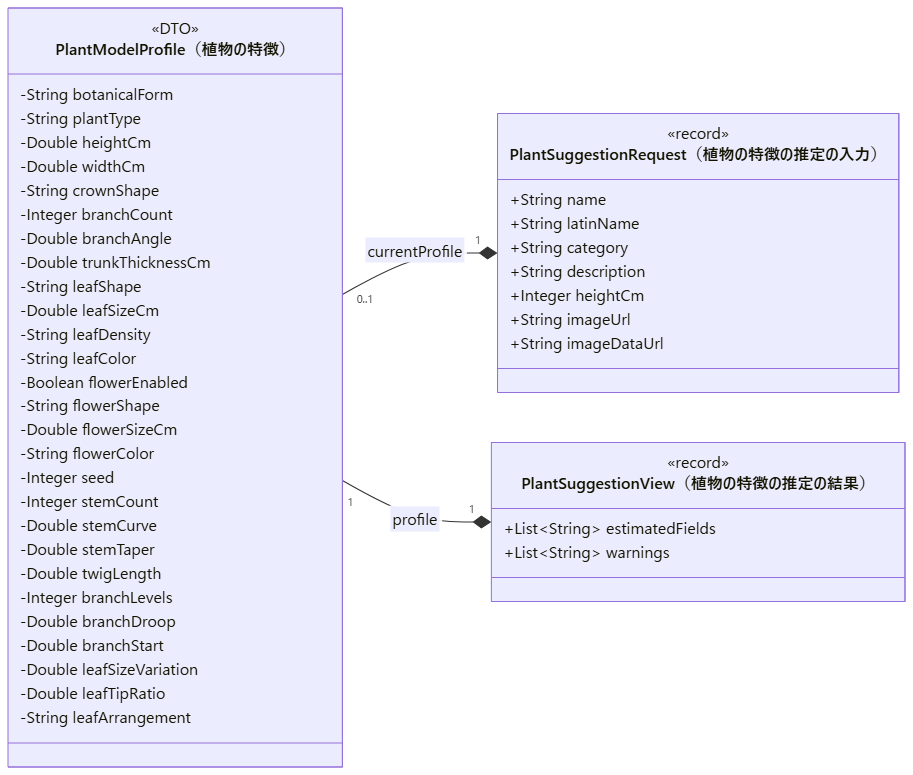 «DTO»
PlantModelProfile（植物の特徴）
-String botanicalForm
-String plantType
-Double heightCm
-Double widthCm
-String crownShape
-Integer branchCount
-Double branchAngle
-Double trunkThicknessCm
-String leafShape
-Double leafSizeCm
-String leafDensity
-String leafColor
-Boolean flowerEnabled
-String flowerShape
-Double flowerSizeCm
-String flowerColor
-Integer seed
-Integer stemCount
-Double stemCurve
-Double stemTaper
-Double twigLength
-Integer branchLevels
-Double branchDroop
-Double branchStart
-Double leafSizeVariation
-Double leafTipRatio
-String leafArrangement
currentProfile
1
0..1
profile
1
1
«record»
PlantSuggestionRequest（植物の特徴の推定の入力）
+String name
+String latinName
+String category
+String description
+Integer heightCm
+String imageUrl
+String imageDataUrl
«record»
PlantSuggestionView（植物の特徴の推定の結果）
+List<String> estimatedFields
+List<String> warnings